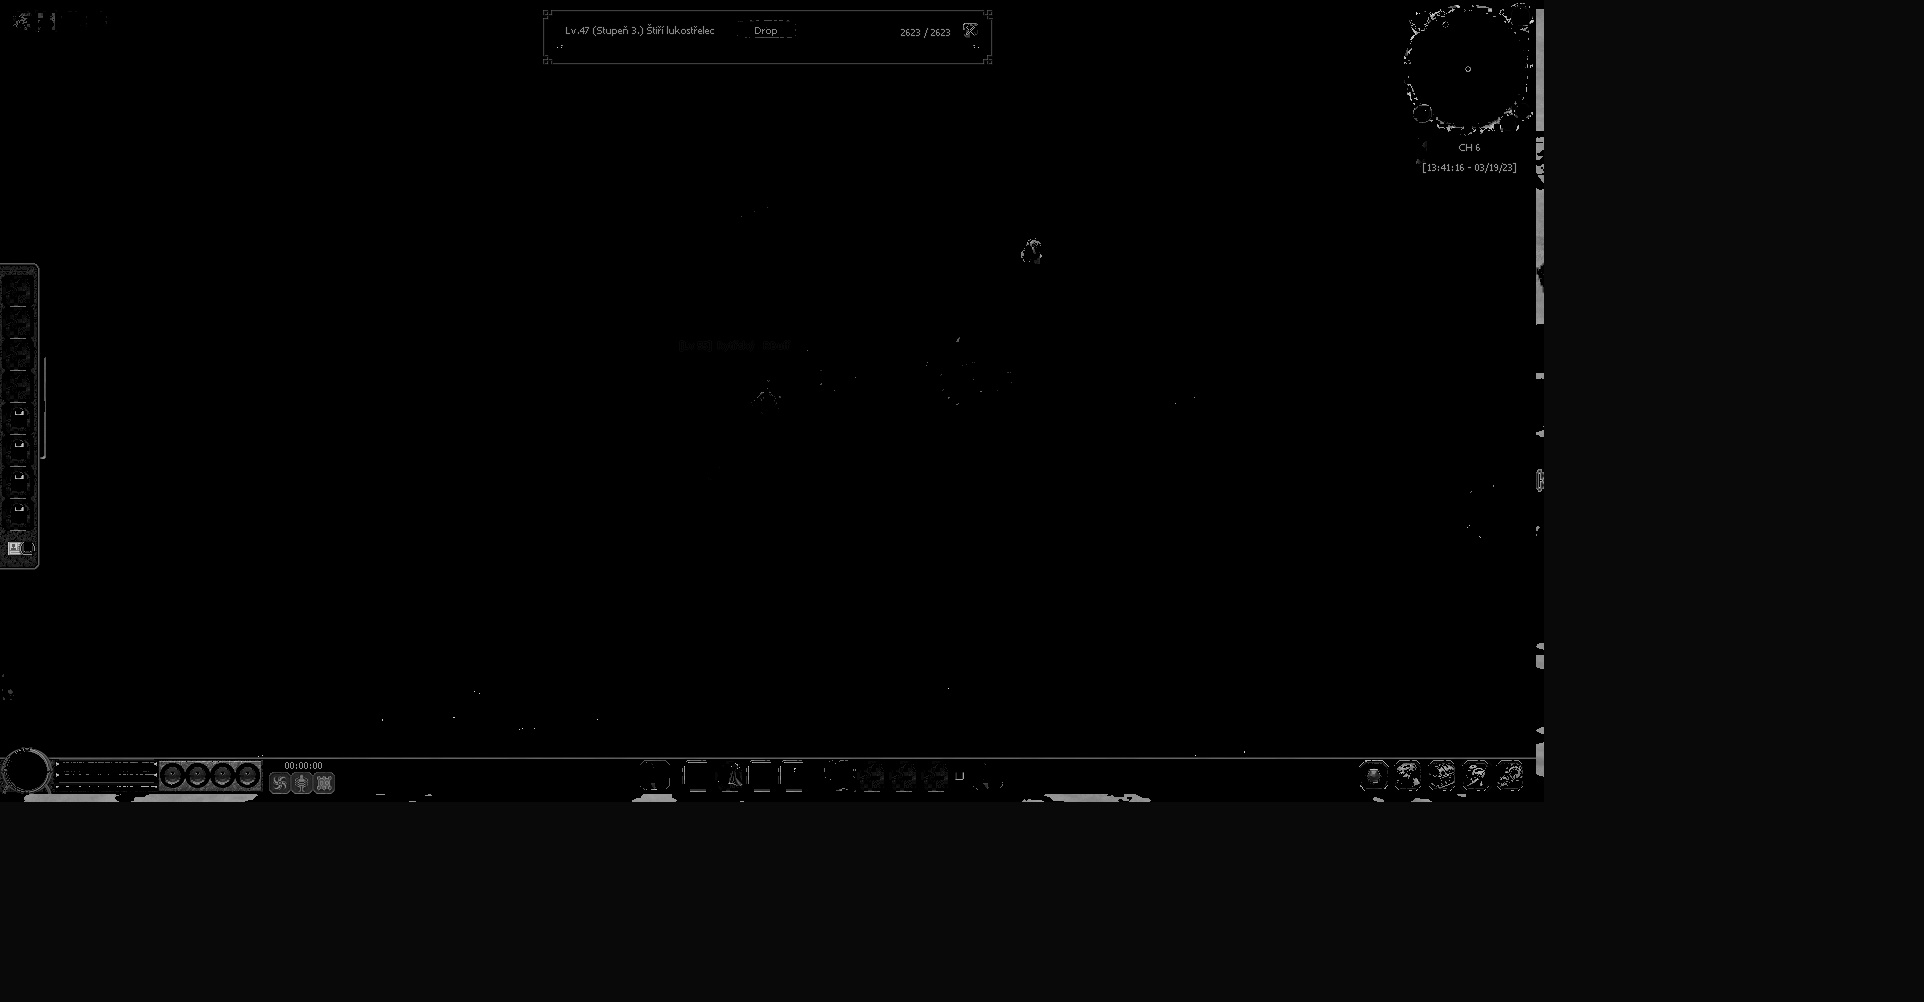 Lv.47 (Stupeň 3.) Štíří lukostřelec
Drop
2623 / 2623
CH 6
[13:41:16 - 03/19/23]
00:00:00